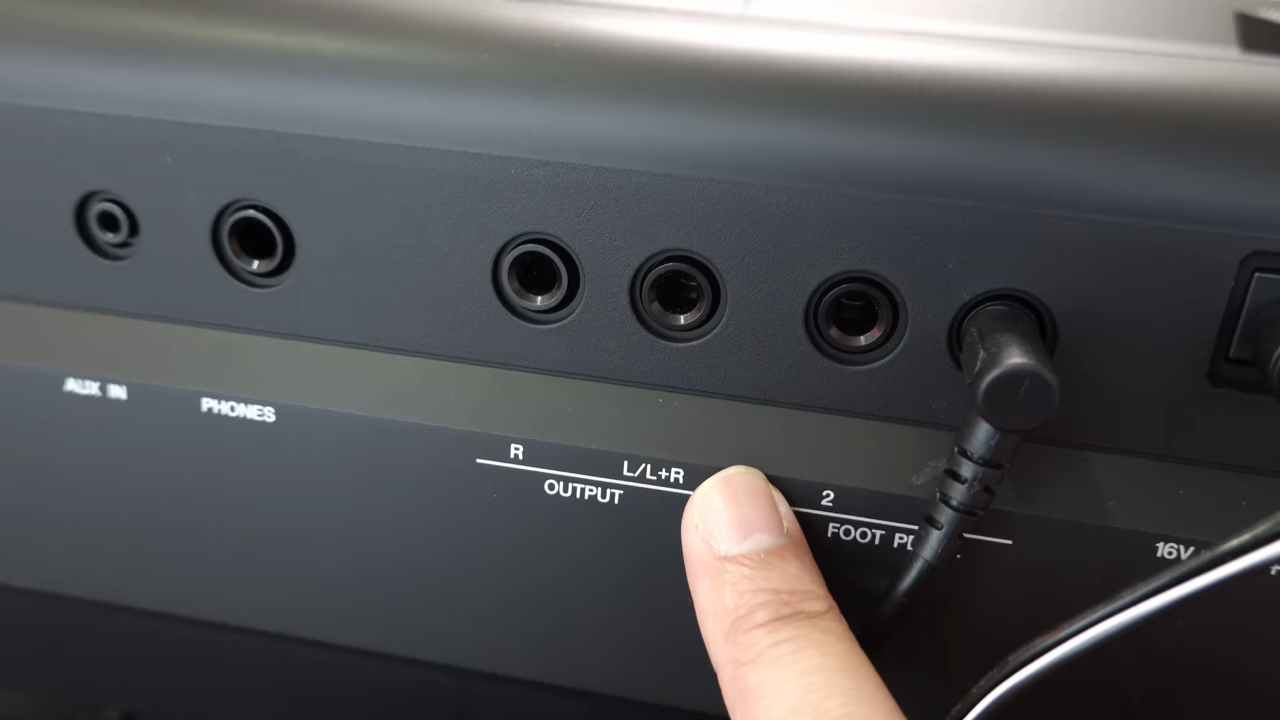 AUX IN
PHONES
R
L/L+R
OUTPUT
2
FOOT
16V